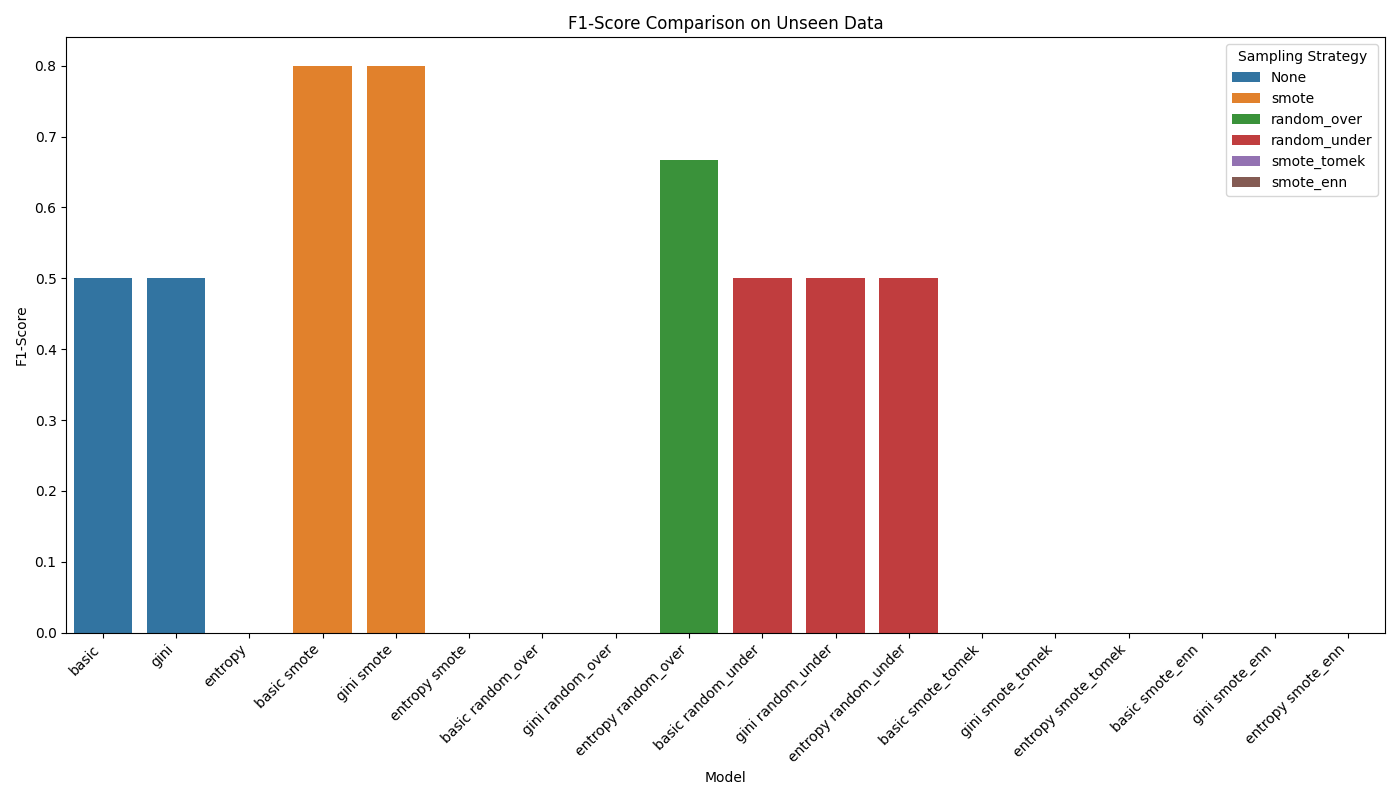 F1-Score Comparison on Unseen Data
Sampling Strategy
None
smote
random_over
random_under
smote_tomek
smote_enn
F1-Score
0.8
0.7
0.6
0.5
0.4
0.3
0.2
0.1
0.0
basic
gini
entropy
basic smote
gini smote
entropy smote
basic random_over
gini random_over
entropy random_over
basic random_under
gini random_under
entropy random_under
basic smote_tomek
gini smote_tomek
entropy smote_tomek
basic smote_enn
gini smote_enn
entropy smote_enn
Model